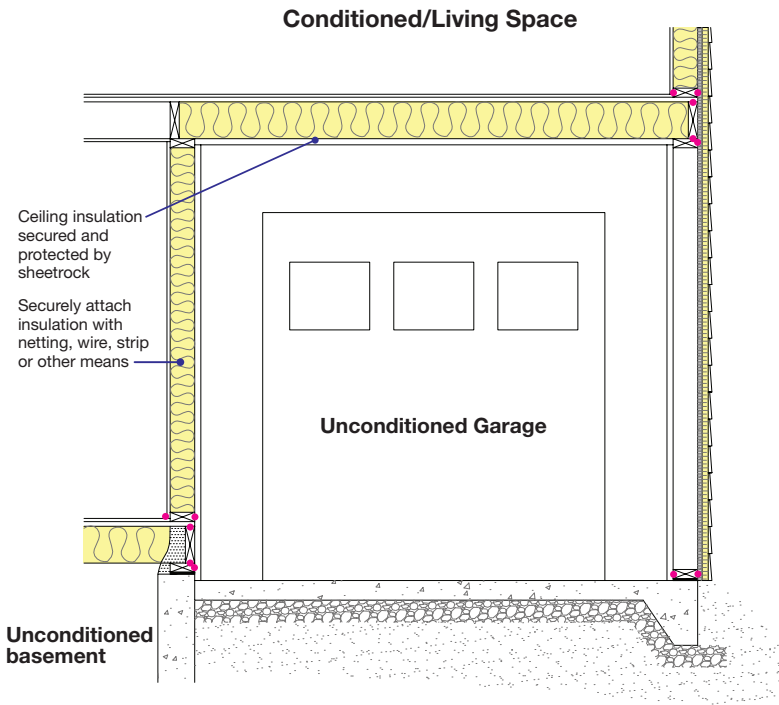 Conditioned/Living Space
Ceiling insulation
secured and
protected by
sheetrock
Securely attach
insulation with
netting, wire, strip
or other means
Unconditioned Garage
Unconditioned
basement